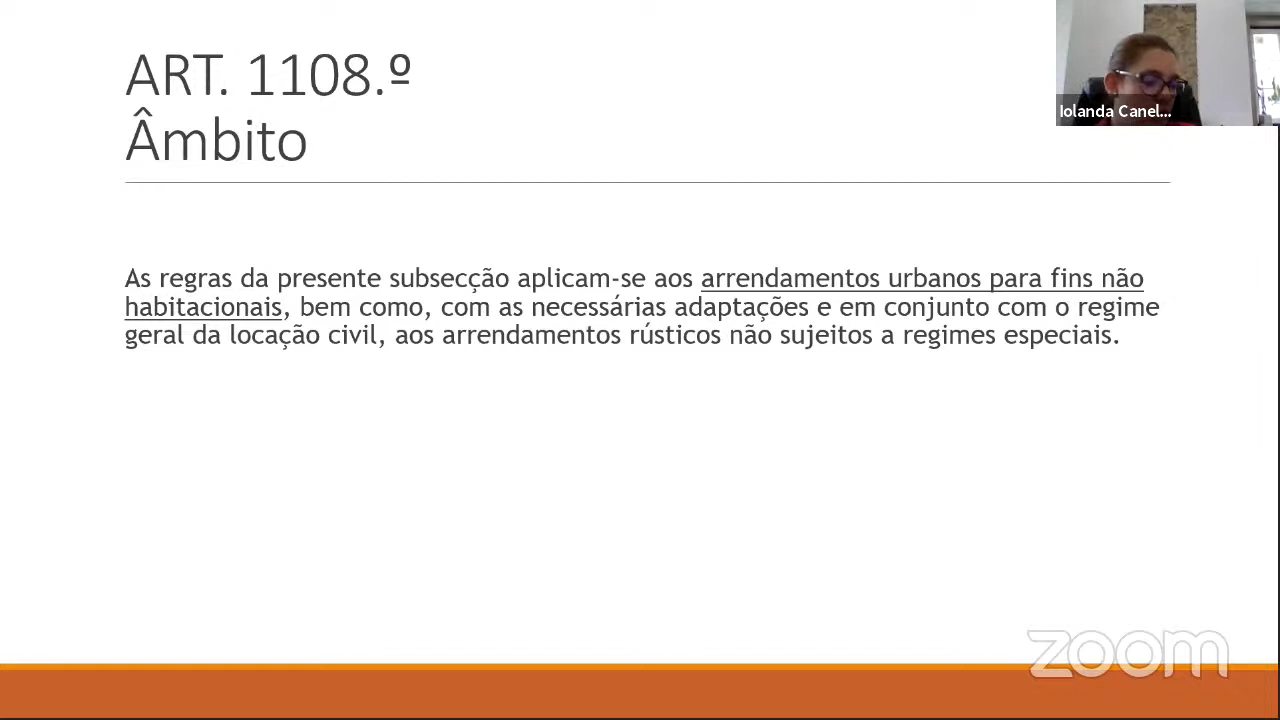 ART. 1108.º
Âmbito
Iolanda Canel...
As regras da presente subsecção aplicam-se aos arrendamentos urbanos para fins não
habitacionais, bem como, com as necessárias adaptações e em conjunto com o regime
geral da locação civil, aos arrendamentos rústicos não sujeitos a regimes especiais.
zoom